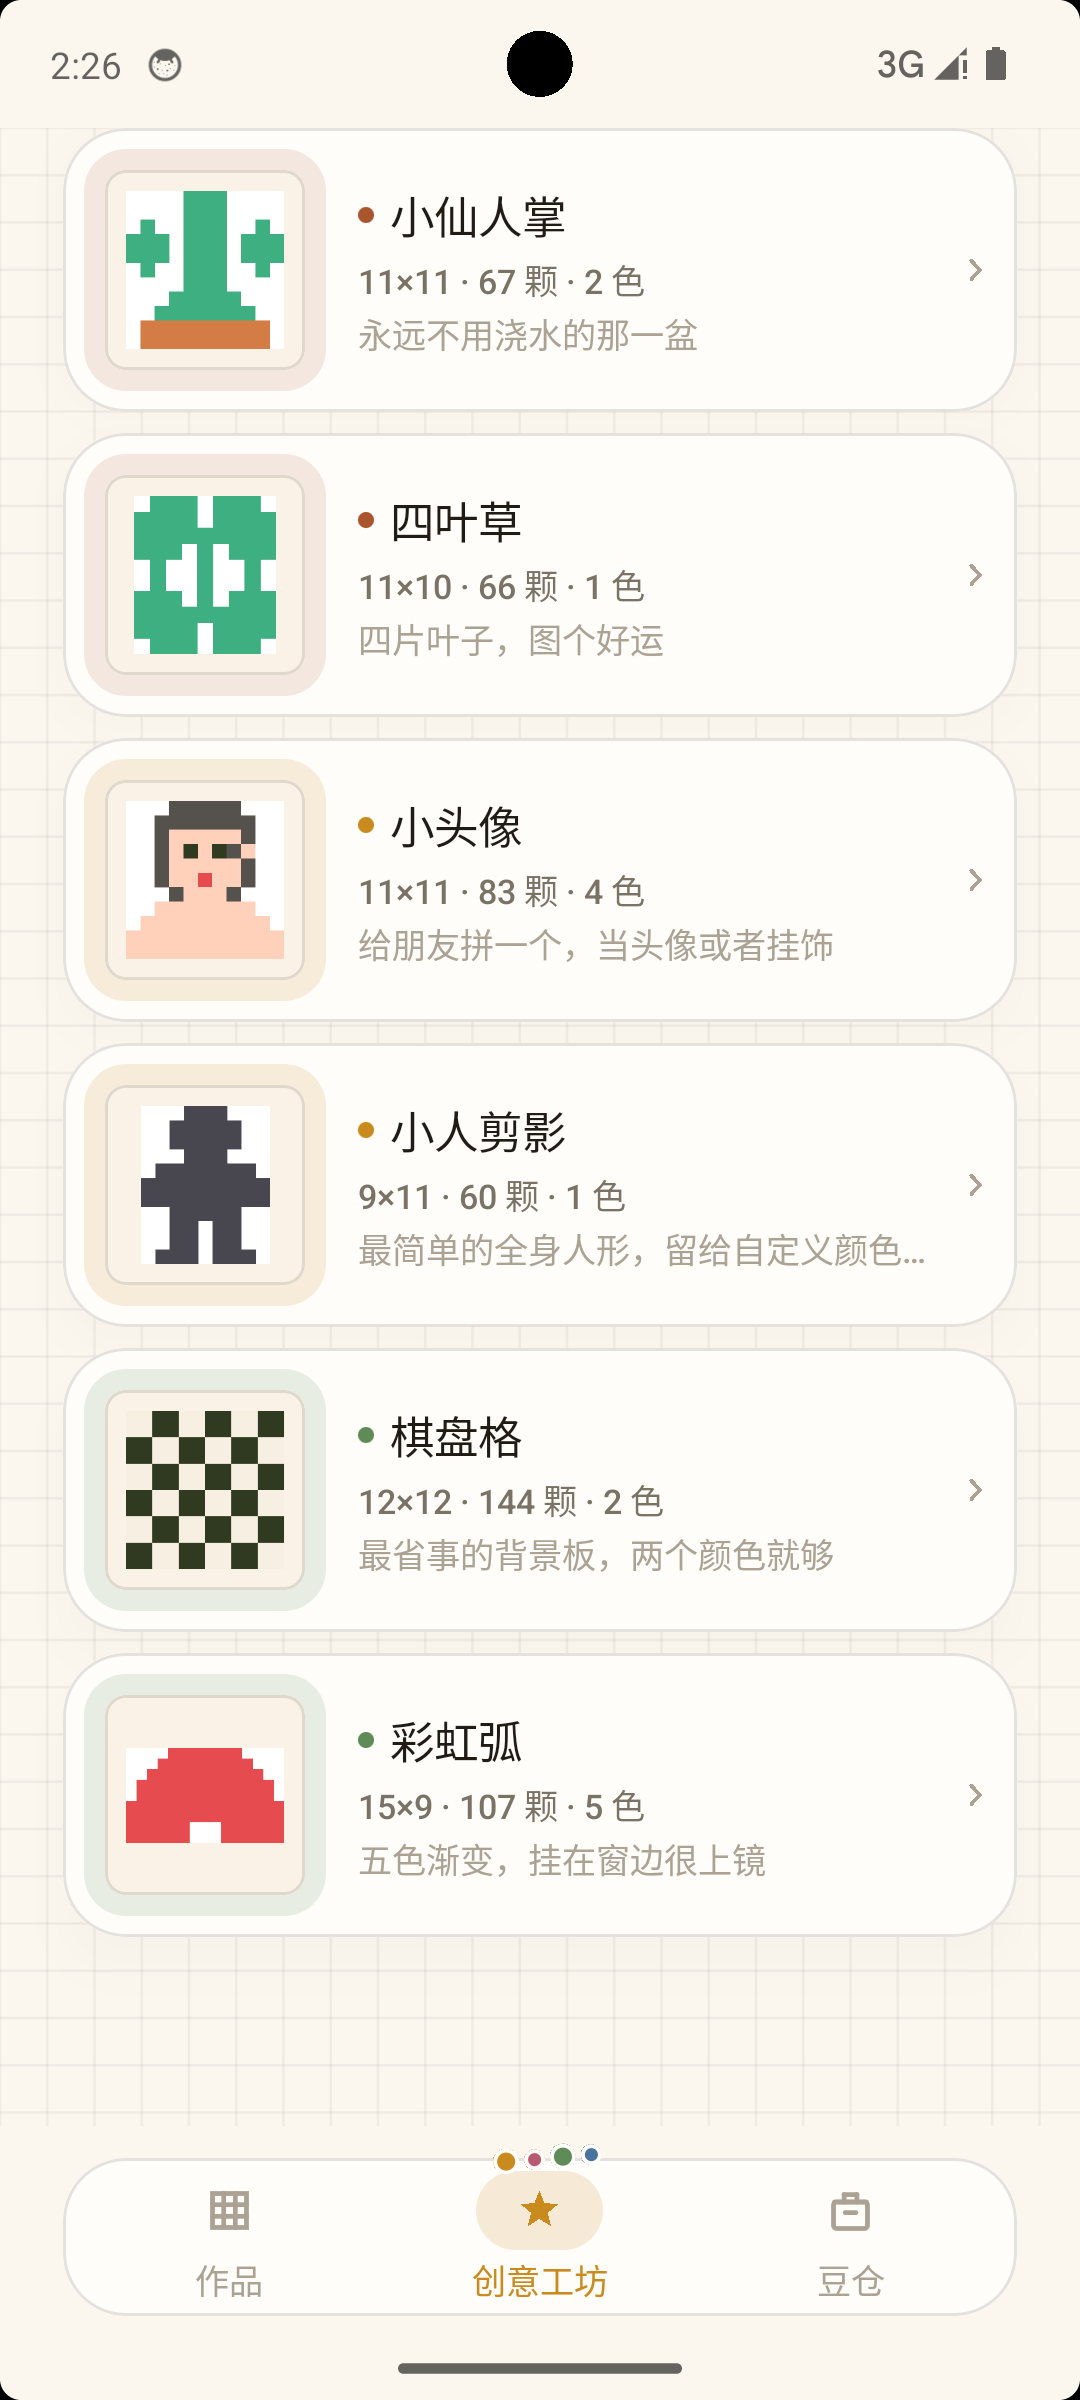 2:26
3G
小仙人掌
11×11 · 67 颗 · 2 色
永远不用浇水的那一盆
四叶草
11×10 · 66 颗 · 1 色
四片叶子，图个好运
小头像
11×11 · 83 颗 · 4 色
给朋友拼一个，当头像或者挂饰
小人剪影
9×11 · 60 颗 · 1 色
最简单的全身人形，留给自定义颜色...
棋盘格
12×12 · 144 颗 · 2 色
最省事的背景板，两个颜色就够
彩虹弧
15×9 · 107 颗 · 5 色
五色渐变，挂在窗边很上镜
作品
创意工坊
豆仓